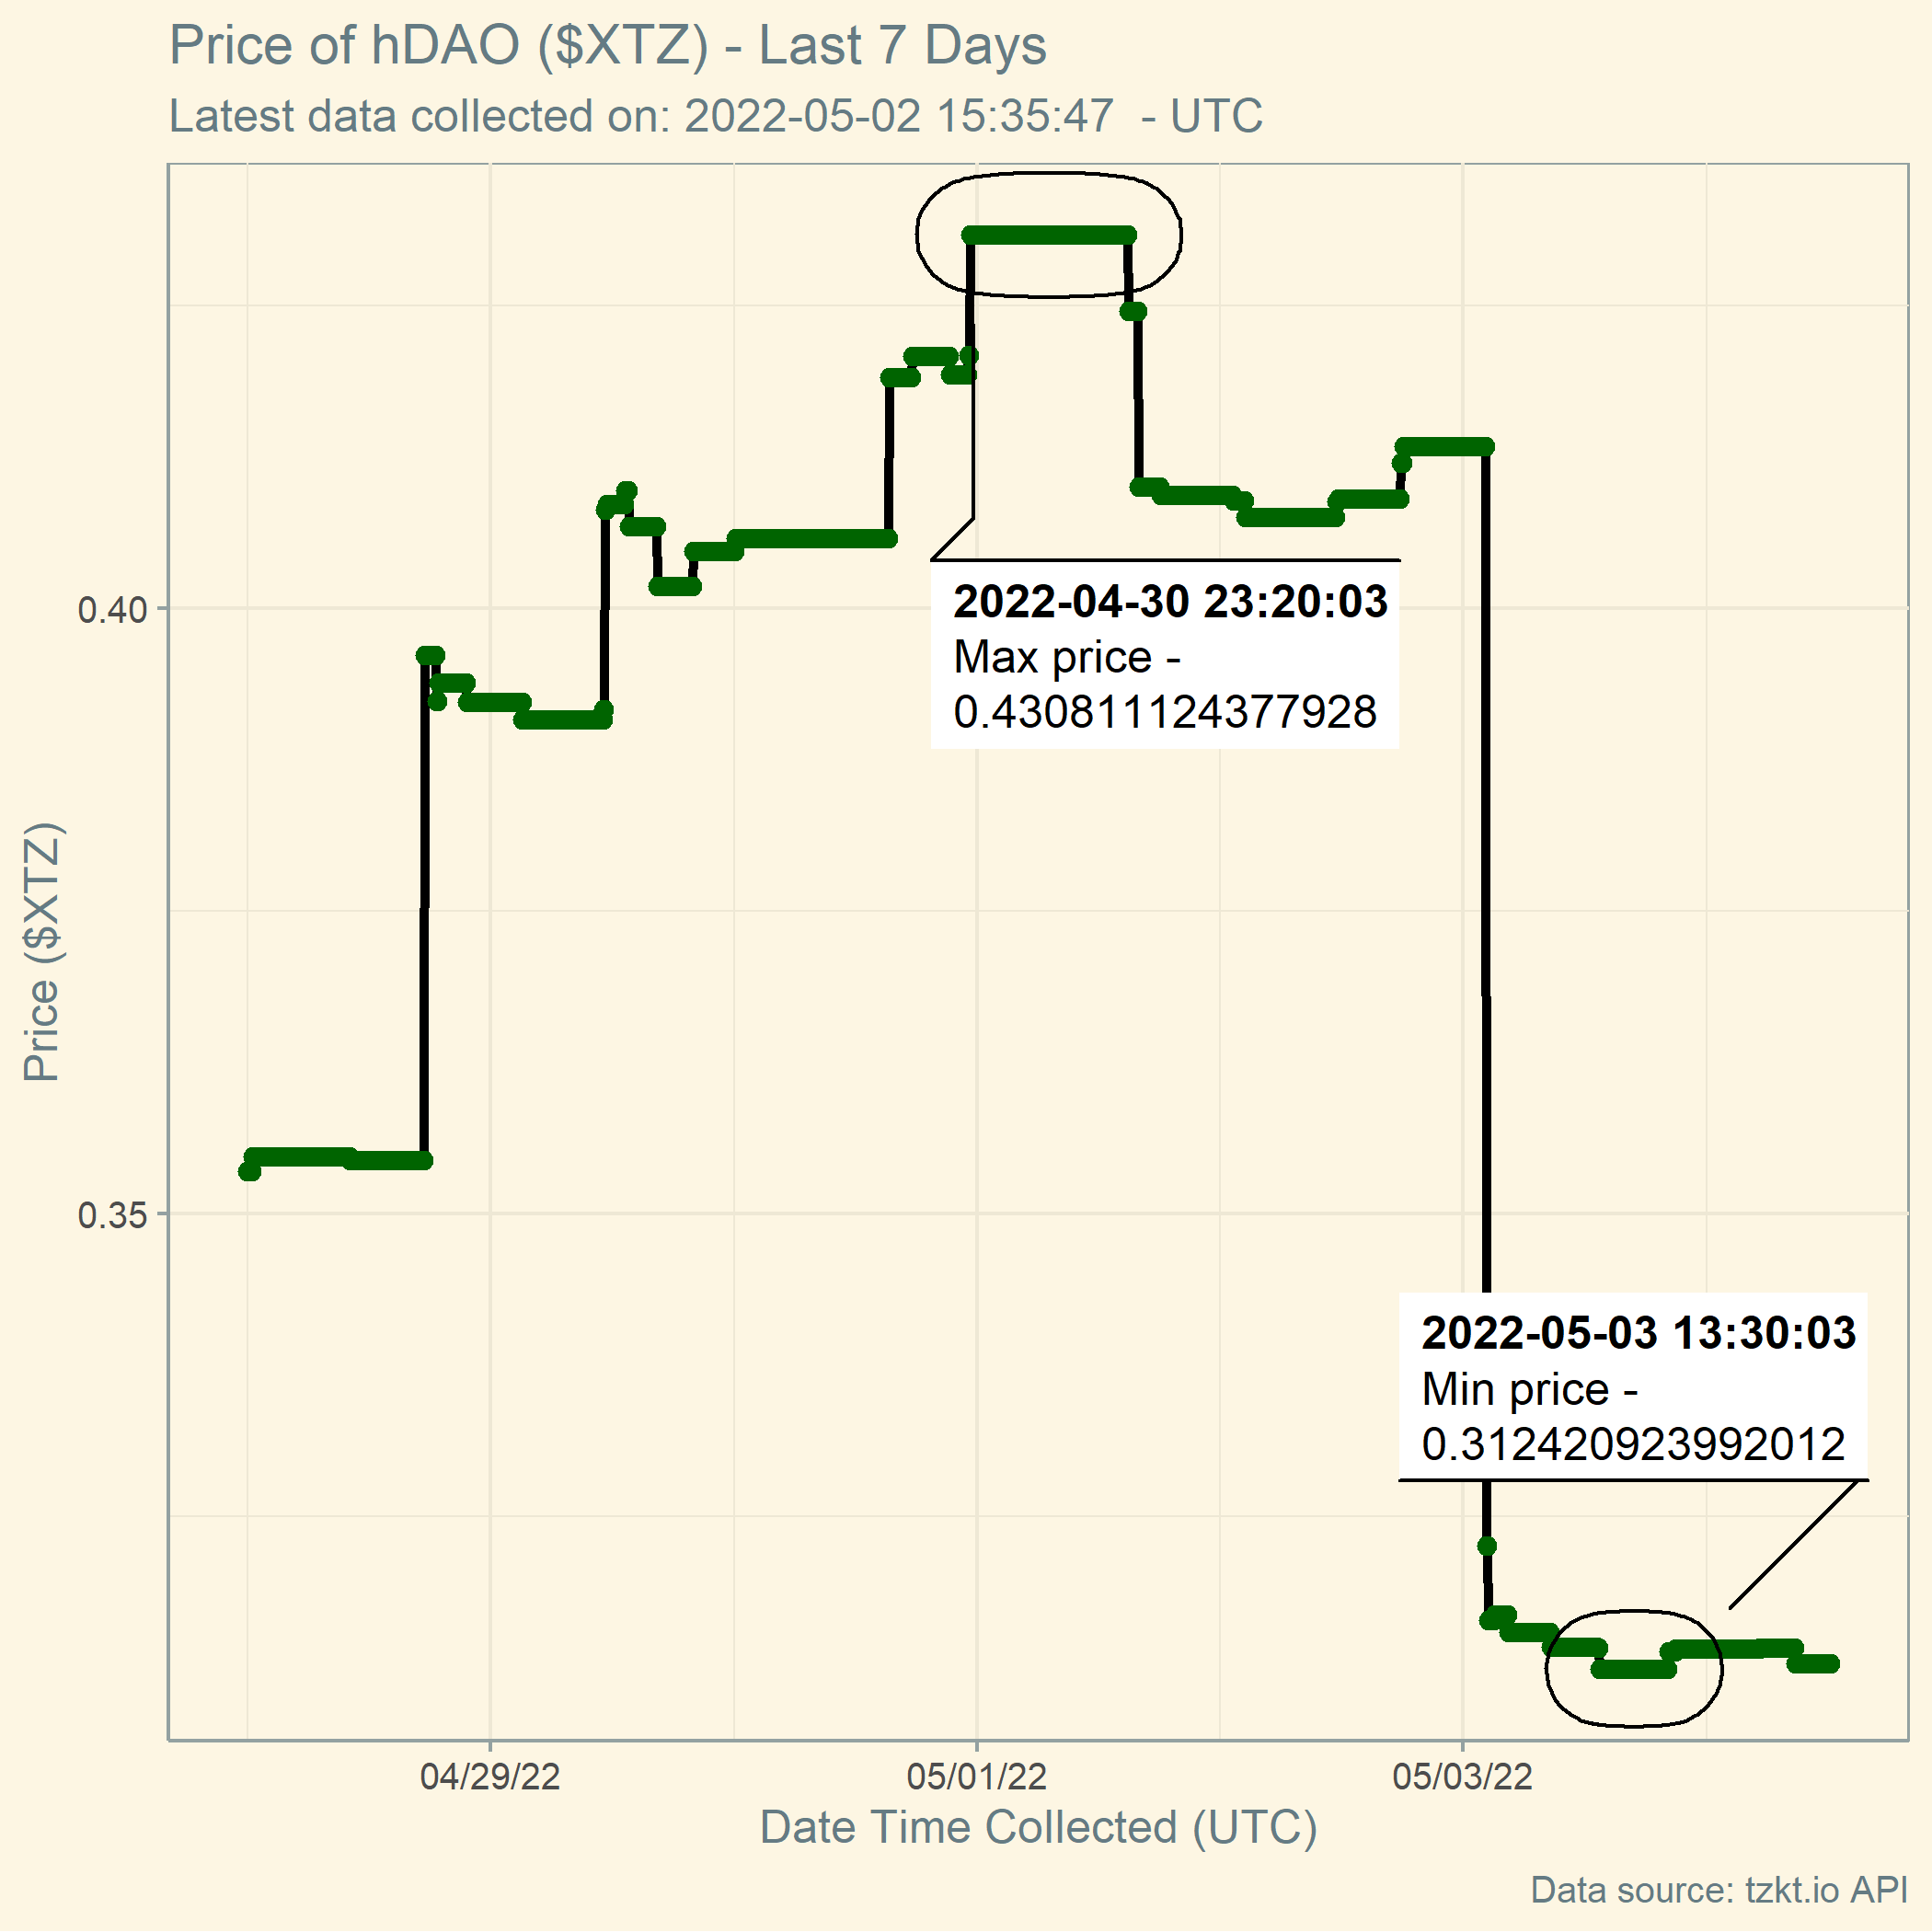 Price of hDAO ($XTZ) - Last 7 Days
Latest data collected on: 2022-05-02 15:35:47  - UTC
Price ($XTZ)
0.40
0.35
2022-04-30 23:20:03
Max price -
0.430811124377928
2022-05-03 13:30:03
Min price -
0.312420923992012
04/29/22
05/01/22
05/03/22
Date Time Collected (UTC)
Data source: tzkt.io API